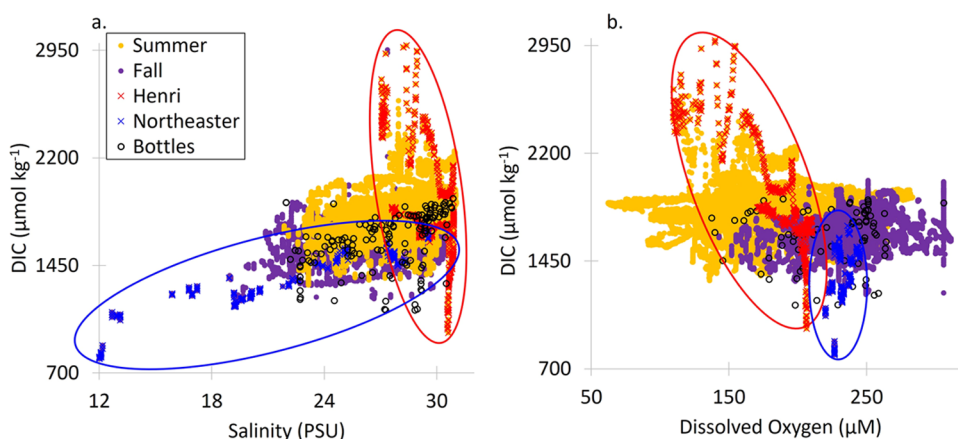 a.
Summer
Fall
Henri
Northeaster
Bottles
2950
2200
1450
700
DIC (µmol kg⁻¹)
12
18
24
30
Salinity (PSU)
b.
2950
2200
1450
700
DIC (µmol kg⁻¹)
50
150
250
Dissolved Oxygen (µM)